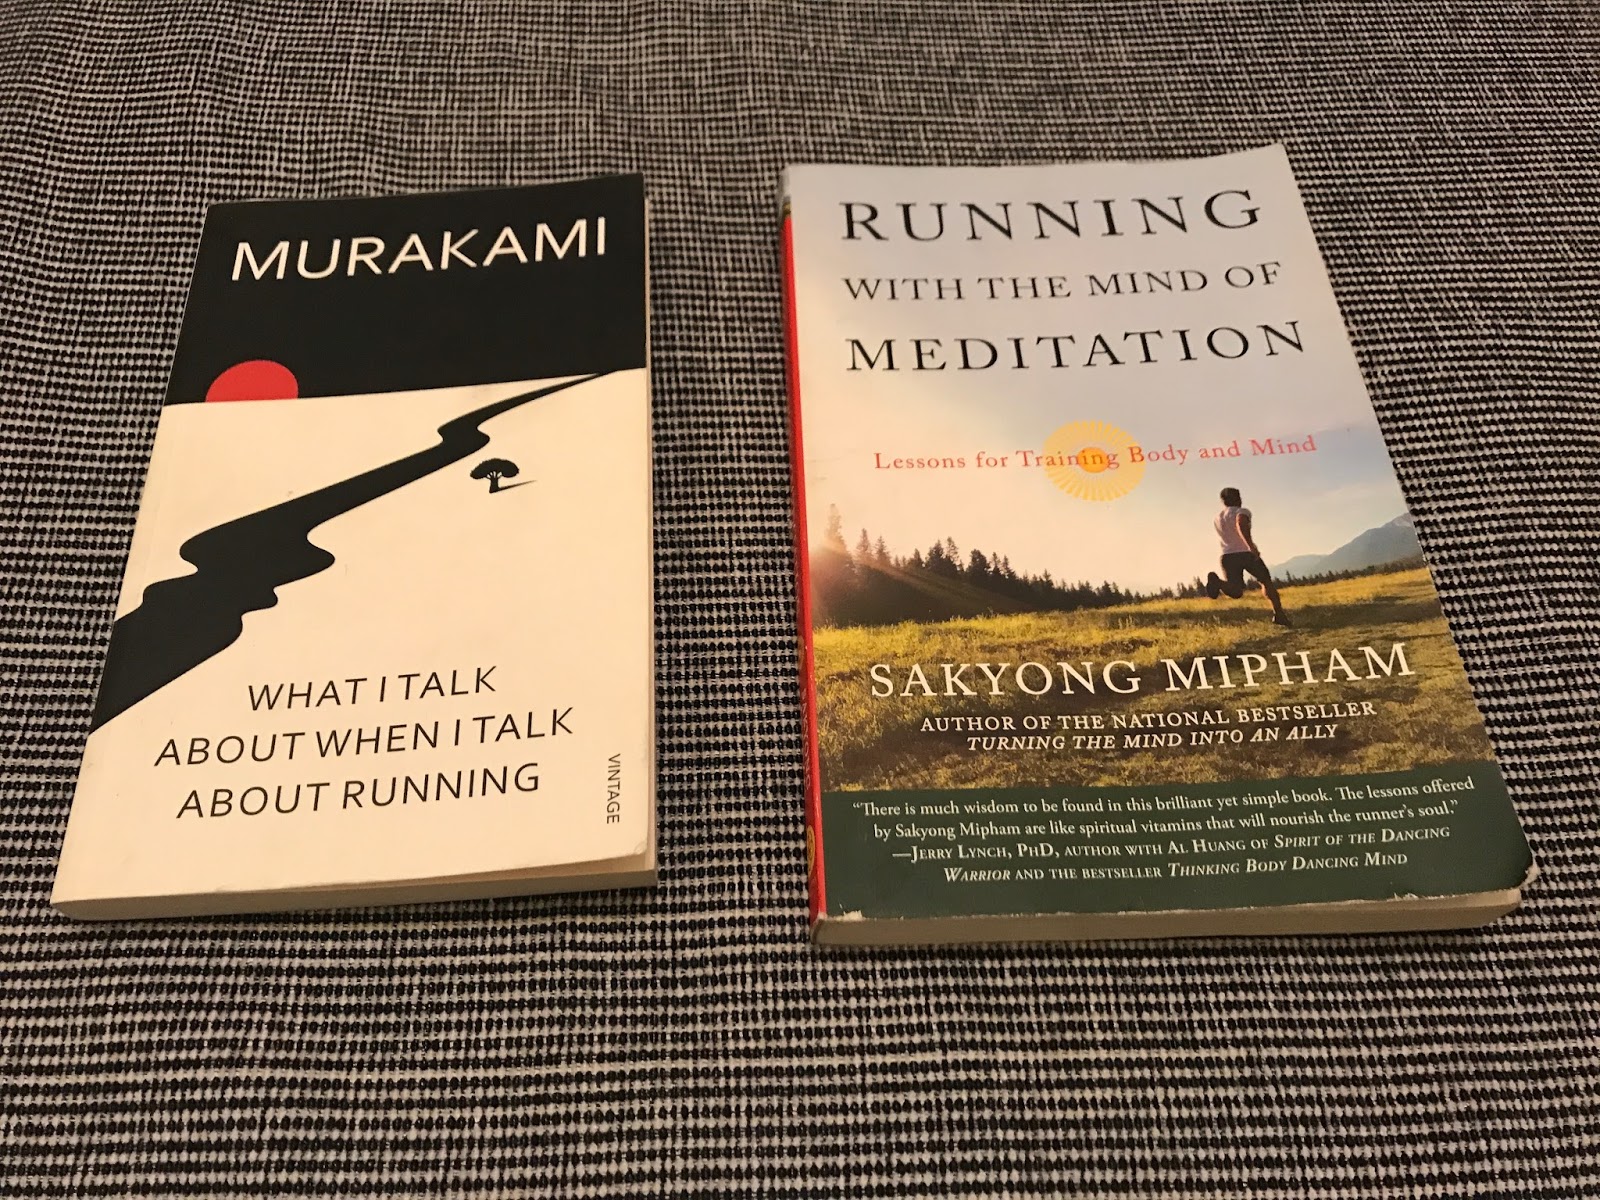 MURAKAMI
WHAT I TALK
ABOUT WHEN I TALK
ABOUT RUNNING
VINTAGE
RUNNING
WITH THE MIND OF
MEDITATION
Lessons for Training Body and Mind
SAKYONG MIPHAM
AUTHOR OF THE NATIONAL BESTSELLER
TURNING THE MIND INTO AN ALLY
“There is much wisdom to be found in this brilliant yet simple book. The lessons offered
by Sakyong Mipham are like spiritual vitamins that will nourish the runner’s soul.”
—JERRY LYNCH, PHD, AUTHOR WITH AL HUANG OF SPIRIT OF THE DANCING
WARRIOR AND THE BESTSELLER THINKING BODY DANCING MIND